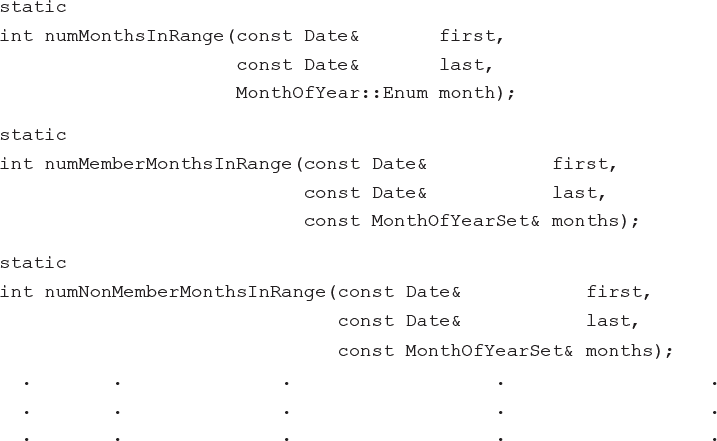 static
int numMonthsInRange(const Date&       first,
                     const Date&       last,
                     MonthOfYear::Enum month);
static
int numMemberMonthsInRange(const Date&           first,
                           const Date&           last,
                           const MonthOfYearSet& months);
static
int numNonMemberMonthsInRange(const Date&           first,
                              const Date&           last,
                              const MonthOfYearSet& months);
  .       .              .                  .                  .
  .       .              .                  .                  .
  .       .              .                  .                  .